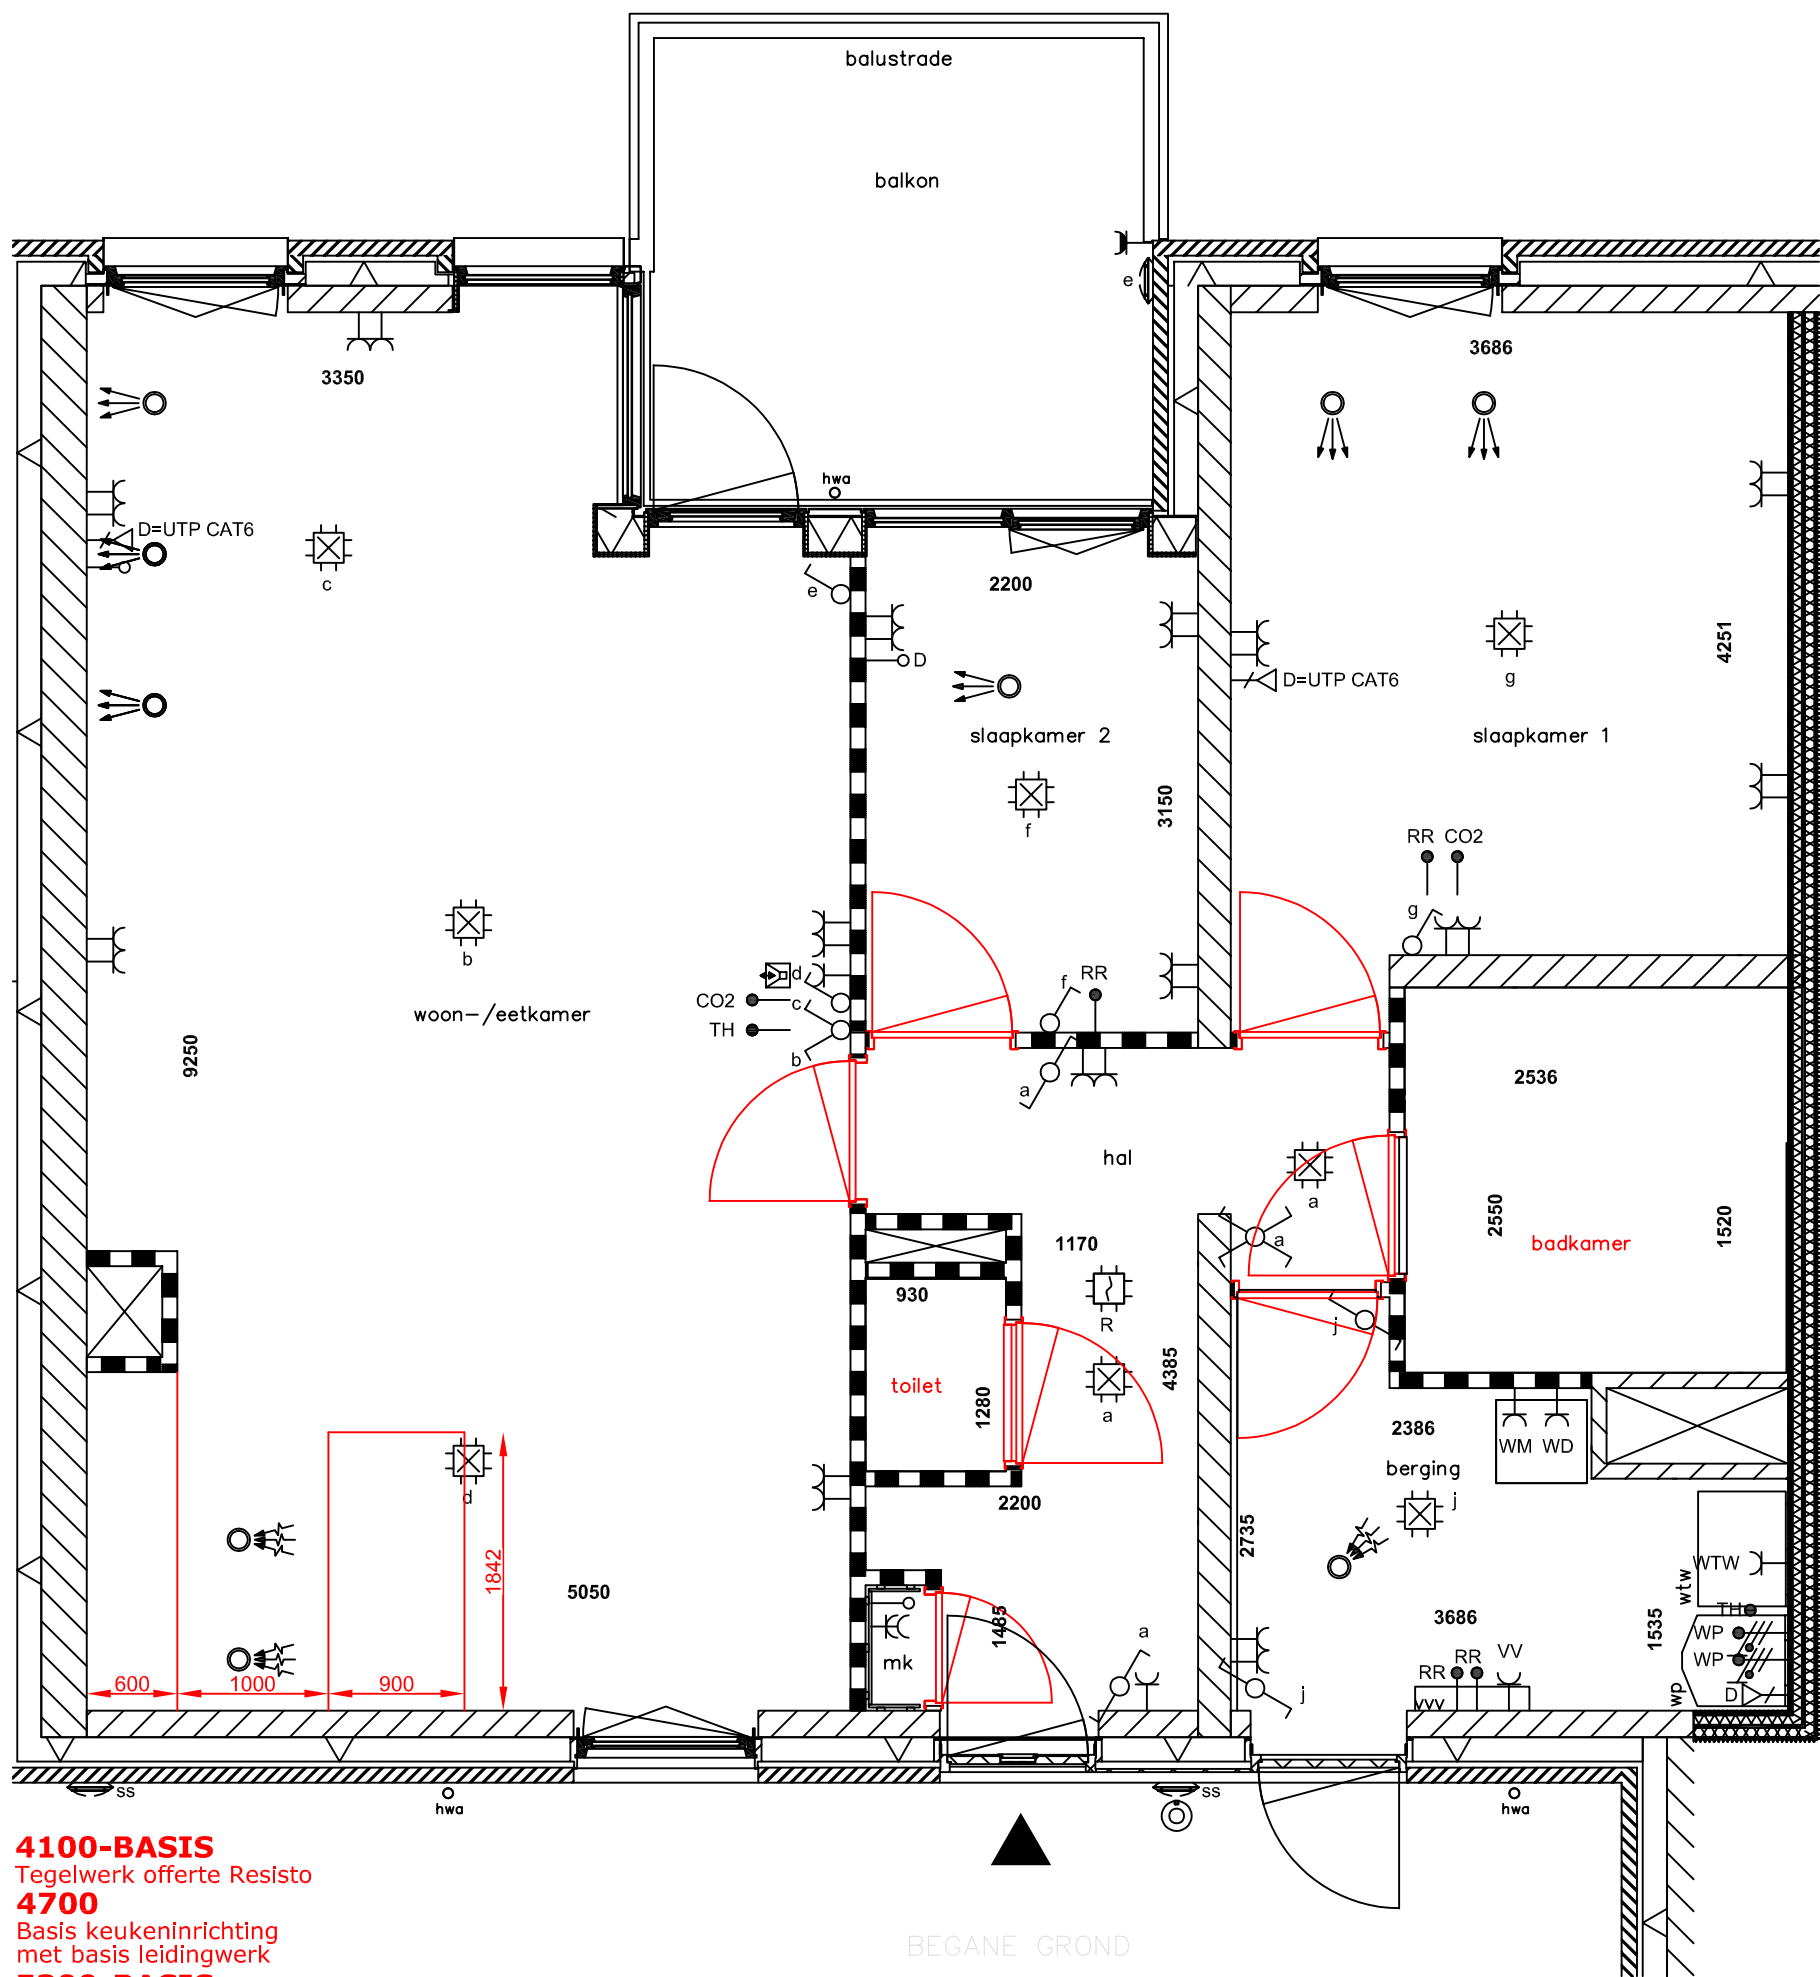 balustrade
balkon
e
3350
3686
hwa
D=UTP CAT6
c
e
2200
D
g
4251
D=UTP CAT6
slaapkamer 2
slaapkamer 1
3150
f
RR CO2
g
b
d
f
RR
CO2
c
woon-/eetkamer
TH
9250
b
a
2536
hal
a
2550
1520
1170
a
badkamer
930
R
j
4385
toilet
1280
a
2386
WM WD
berging
d
j
2200
2735
1842
5050
WTW
wtw
3686
1485
1535
TH
a
WP
mk
VV
WP
RR
RR
600
1000
900
j
vvv
wp
D
ss
hwa
ss
hwa
4100-BASIS
Tegelwerk offerte Resisto
4700
Basis keukeninrichting
met basis leidingwerk
BEGANE GROND